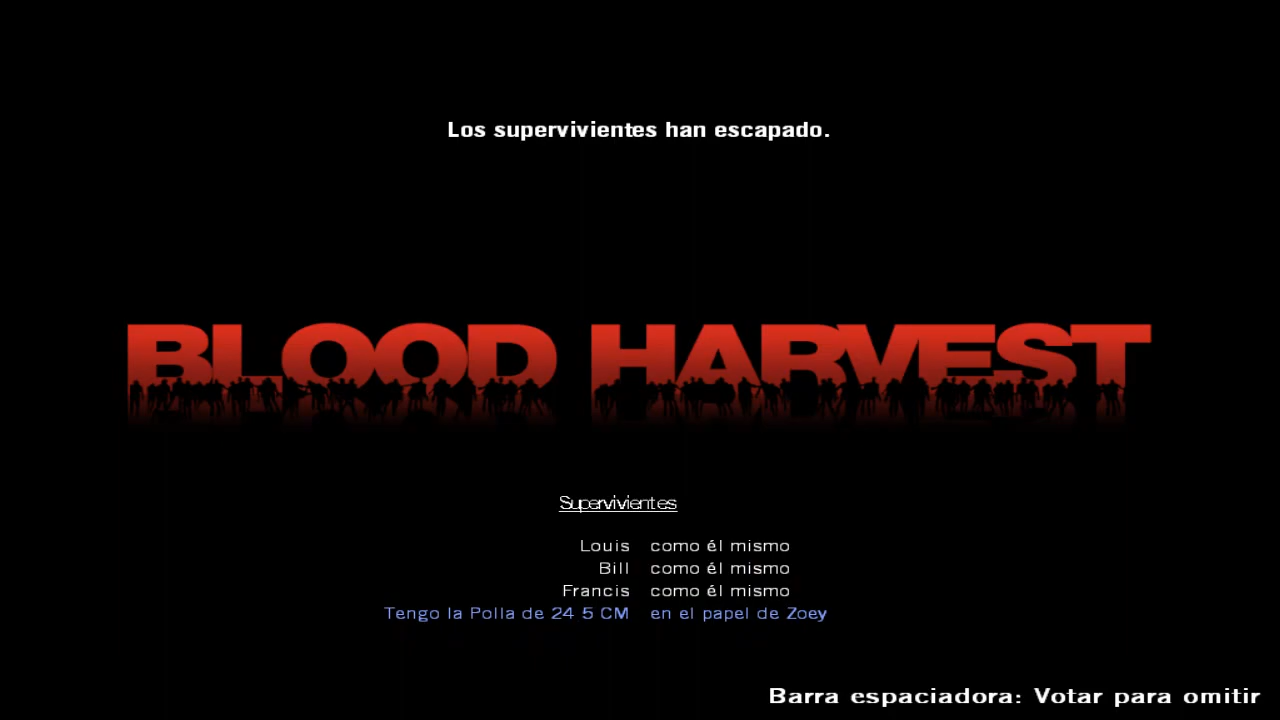 Los supervivientes han escapado.
BLOOD HARVEST
Supervivientes
Louis como él mismo
Bill como él mismo
Francis como él mismo
Tengo la Polla de 24 5 CM en el papel de Zoey
Barra espaciadora: Votar para omitir